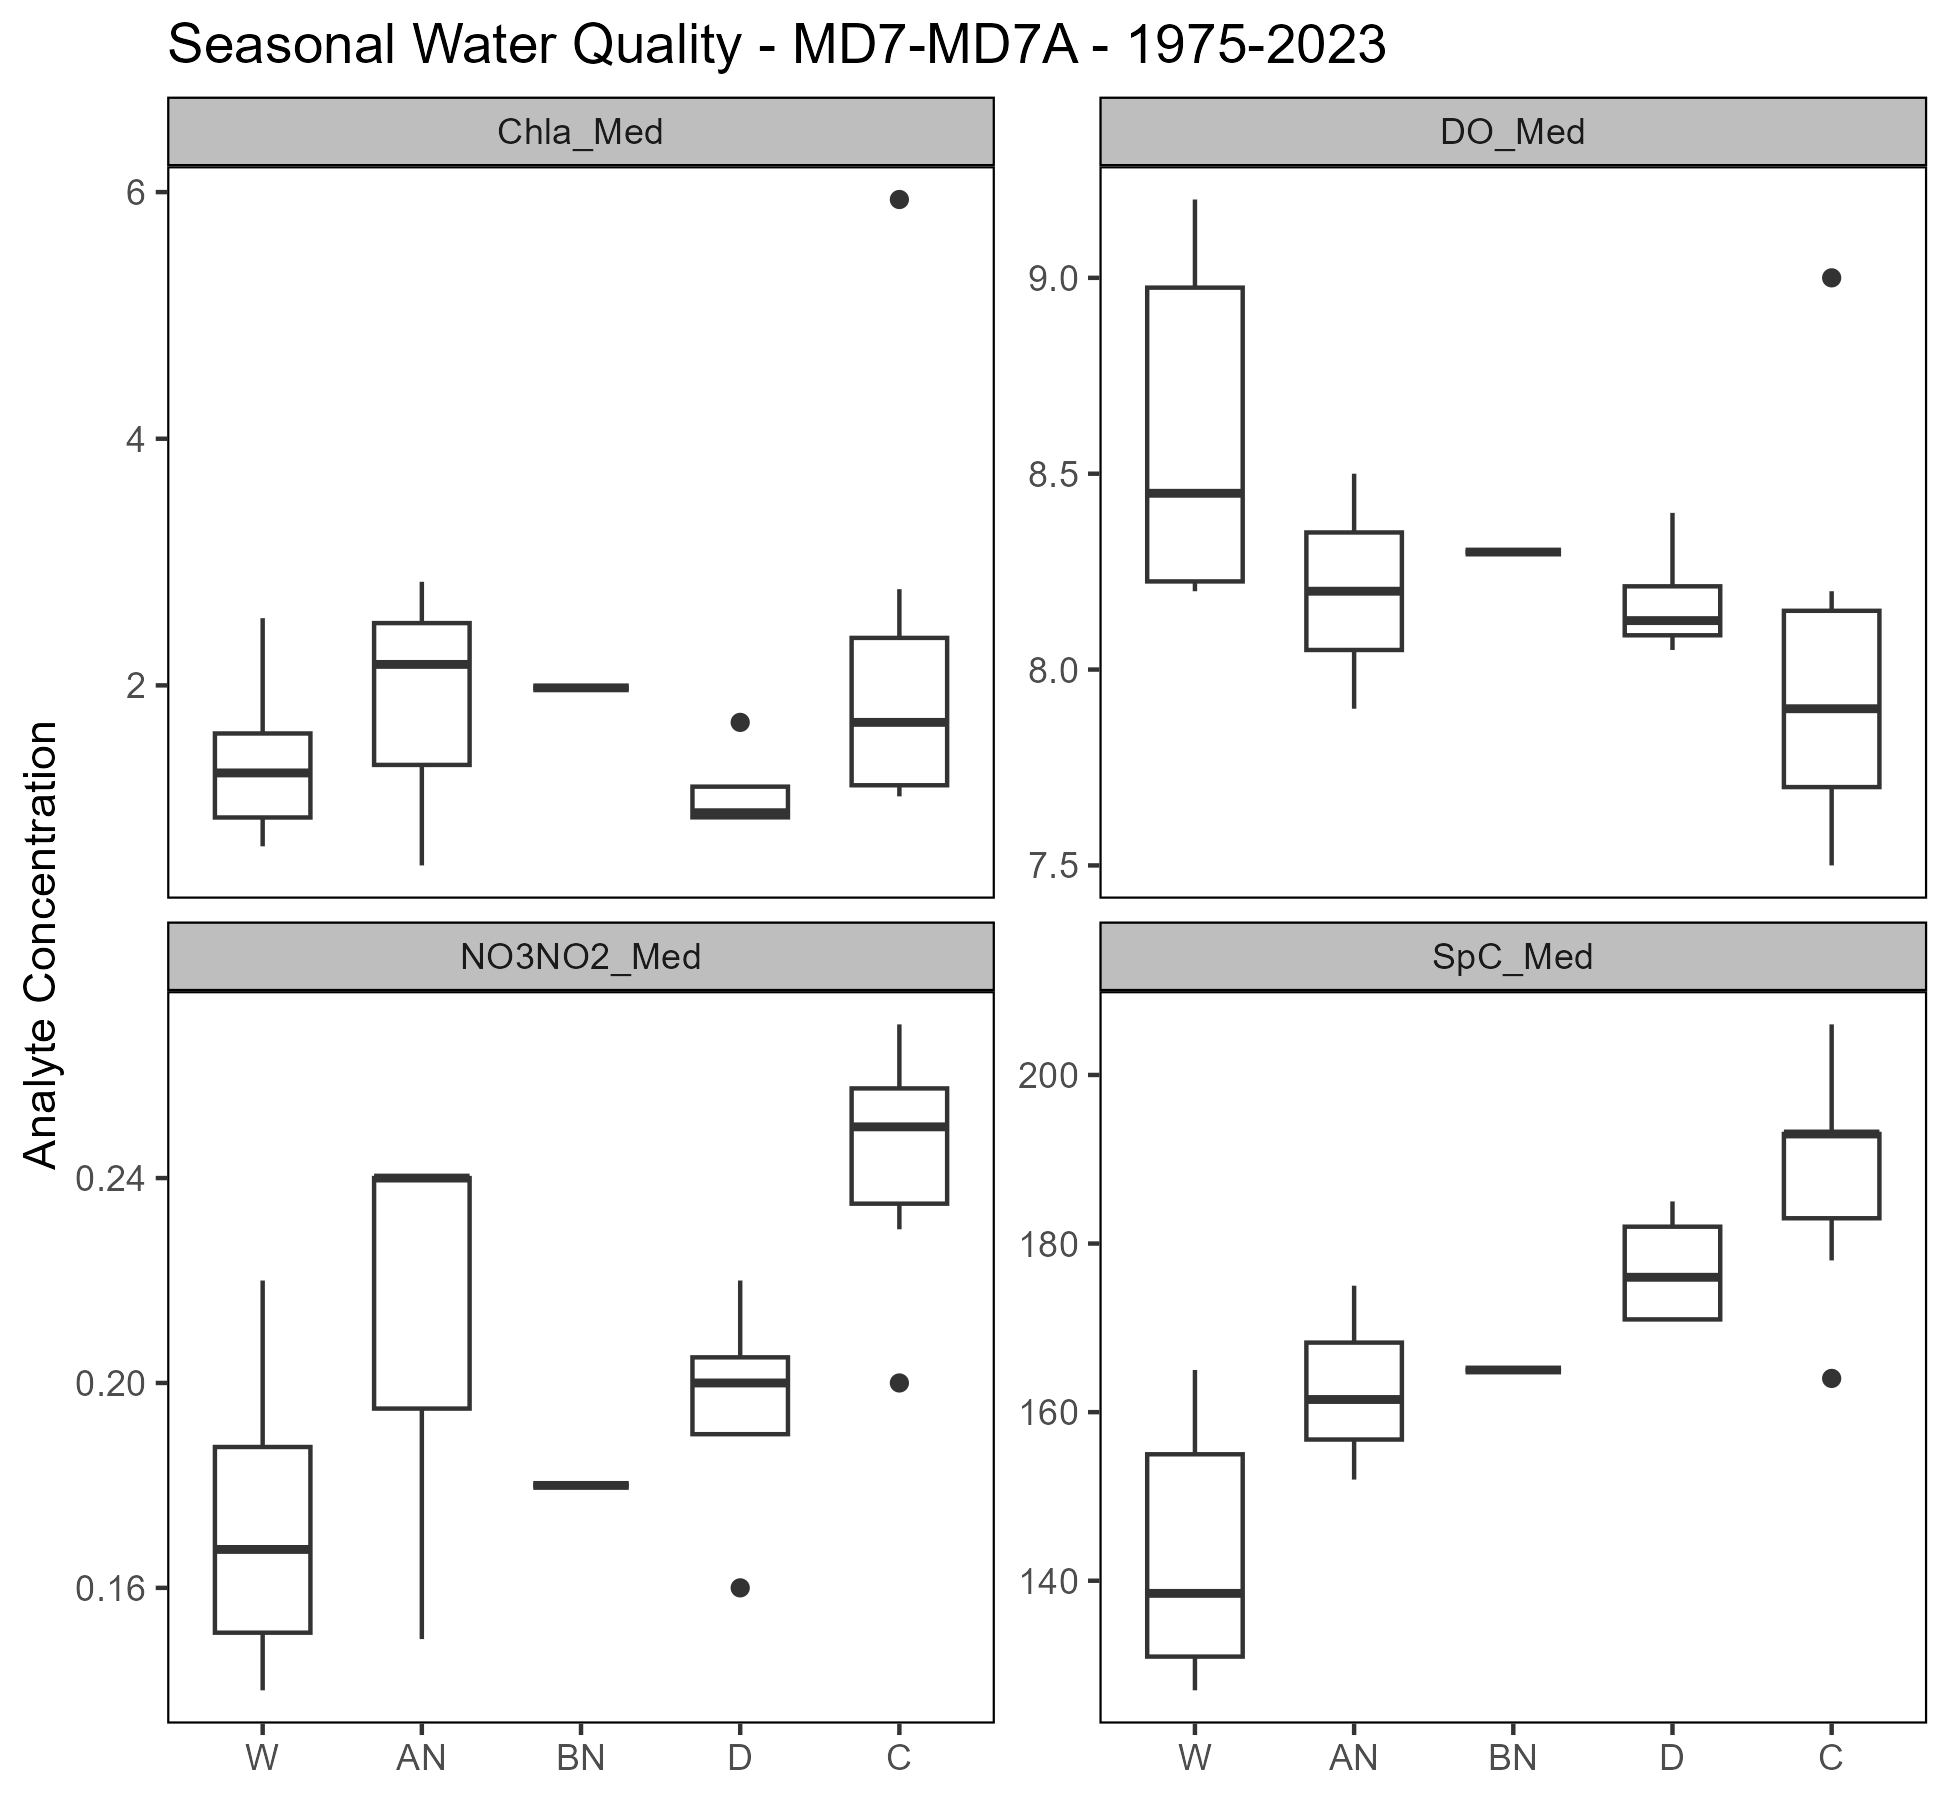 Seasonal Water Quality - MD7-MD7A - 1975-2023
Chla_Med
DO_Med
6
4
2
9.0
8.5
8.0
7.5
Analyte Concentration
NO3NO2_Med
SpC_Med
0.24
0.20
0.16
200
180
160
140
W AN BN D C
W AN BN D C